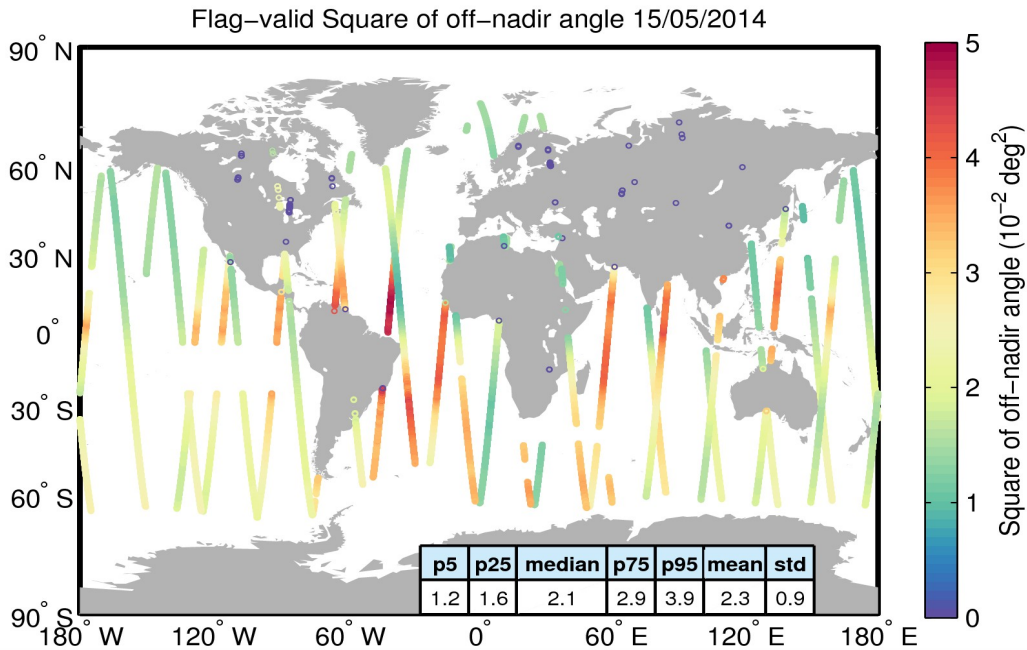 Flag-valid Square of off-nadir angle 15/05/2014
90° N
60° N
30° N
0°
30° S
60° S
90° S
180° W
120° W
60° W
0°
60° E
120° E
180° E
p5 p25 median p75 p95 mean std
1.2 1.6 2.1 2.9 3.9 2.3 0.9
5
4
3
2
1
0
Square of off-nadir angle (10⁻² deg²)